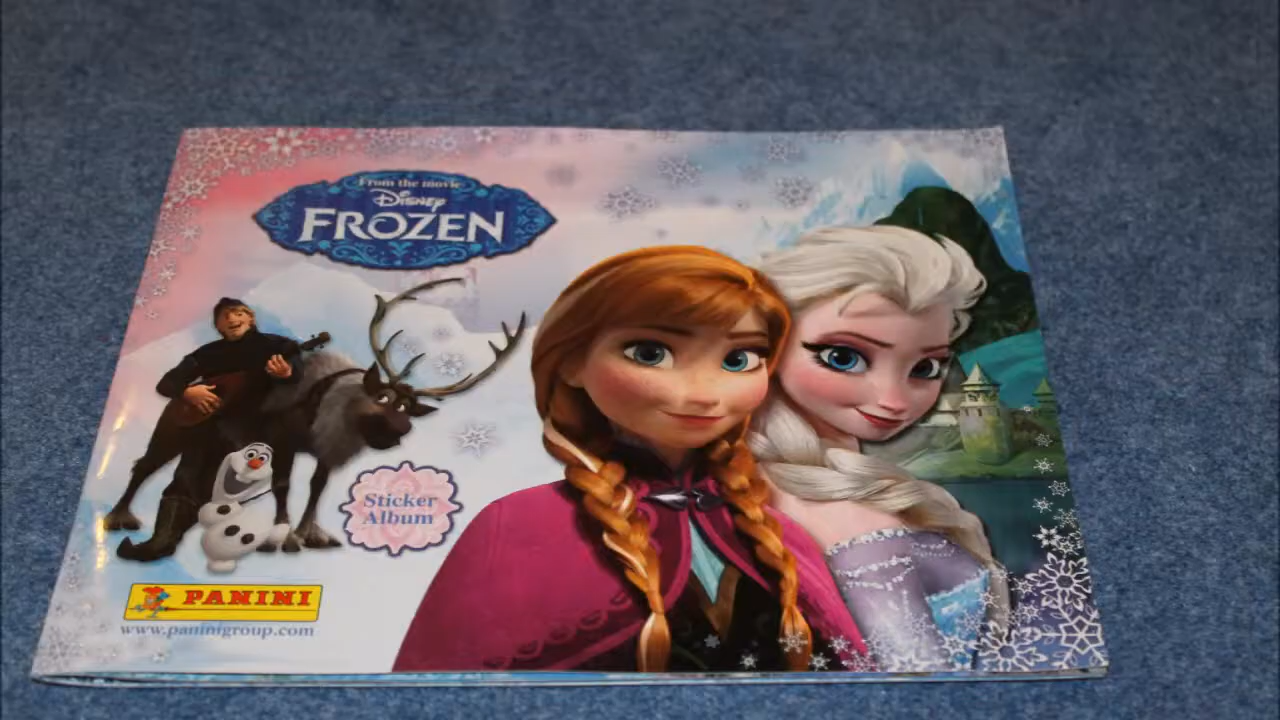 From the movie
Disney
FROZEN
Sticker
Album
PANINI
www.paninigroup.com